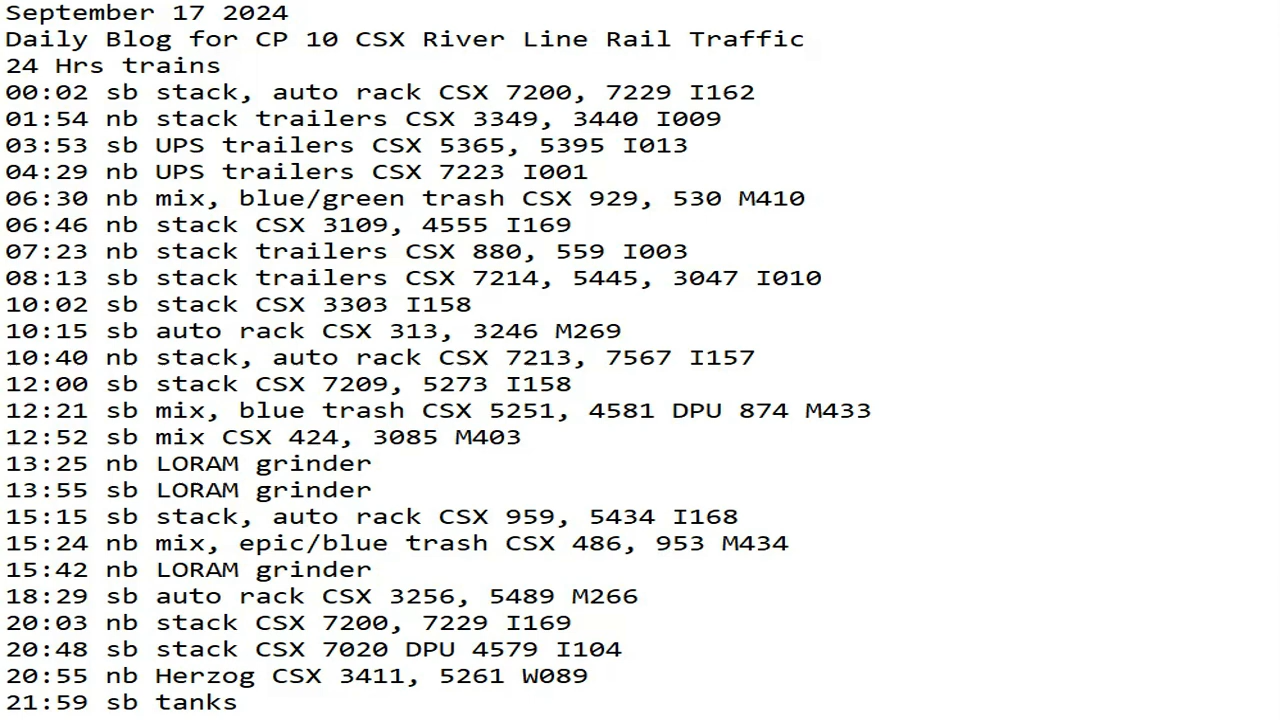 September 17 2024
Daily Blog for CP 10 CSX River Line Rail Traffic
24 Hrs trains
00:02 sb stack, auto rack CSX 7200, 7229 I162
01:54 nb stack trailers CSX 3349, 3440 I009
03:53 sb UPS trailers CSX 5365, 5395 I013
04:29 nb UPS trailers CSX 7223 I001
06:30 nb mix, blue/green trash CSX 929, 530 M410
06:46 nb stack CSX 3109, 4555 I169
07:23 nb stack trailers CSX 880, 559 I003
08:13 sb stack trailers CSX 7214, 5445, 3047 I010
10:02 sb stack CSX 3303 I158
10:15 sb auto rack CSX 313, 3246 M269
10:40 nb stack, auto rack CSX 7213, 7567 I157
12:00 sb stack CSX 7209, 5273 I158
12:21 sb mix, blue trash CSX 5251, 4581 DPU 874 M433
12:52 sb mix CSX 424, 3085 M403
13:25 nb LORAM grinder
13:55 sb LORAM grinder
15:15 sb stack, auto rack CSX 959, 5434 I168
15:24 nb mix, epic/blue trash CSX 486, 953 M434
15:42 nb LORAM grinder
18:29 sb auto rack CSX 3256, 5489 M266
20:03 nb stack CSX 7200, 7229 I169
20:48 sb stack CSX 7020 DPU 4579 I104
20:55 nb Herzog CSX 3411, 5261 W089
21:59 sb tanks